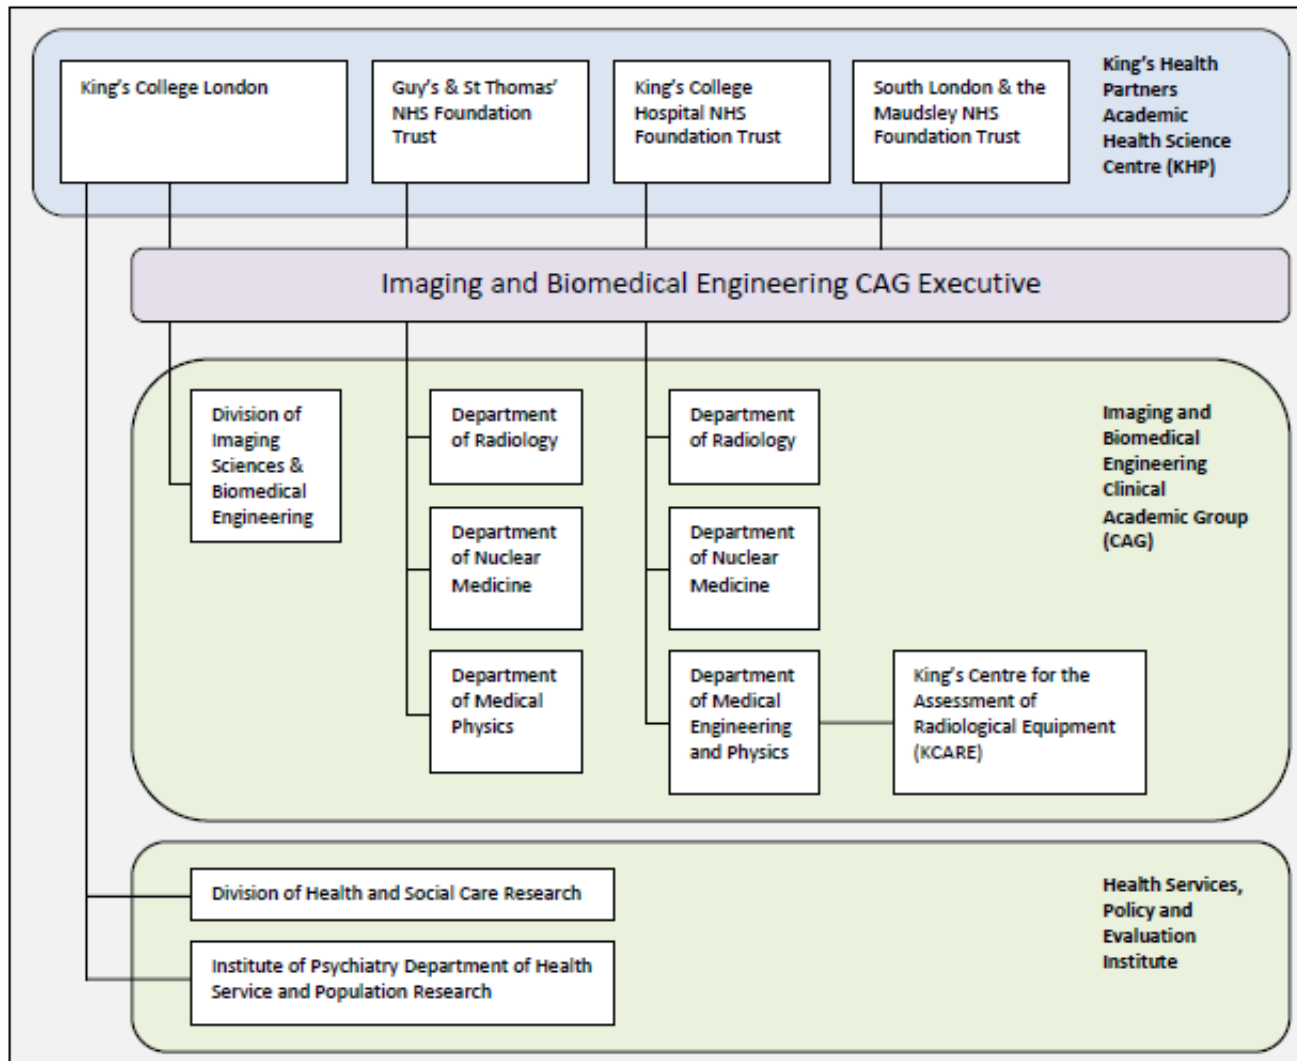 King's College London
Guy's & St Thomas'
NHS Foundation
Trust
King's College
Hospital NHS
Foundation Trust
South London & the
Maudsley NHS
Foundation Trust
King's Health
Partners
Academic
Health Science
Centre (KHP)
Imaging and Biomedical Engineering CAG Executive
Division of
Imaging
Sciences &
Biomedical
Engineering
Department
of Radiology
Department
of Radiology
Imaging and
Biomedical
Engineering
Clinical
Academic Group
(CAG)
Department
of Nuclear
Medicine
Department
of Nuclear
Medicine
Department
of Medical
Physics
Department
of Medical
Engineering
and Physics
King's Centre for the
Assessment of
Radiological Equipment
(KCARE)
Division of Health and Social Care Research
Institute of Psychiatry Department of Health
Service and Population Research
Health Services,
Policy and
Evaluation
Institute